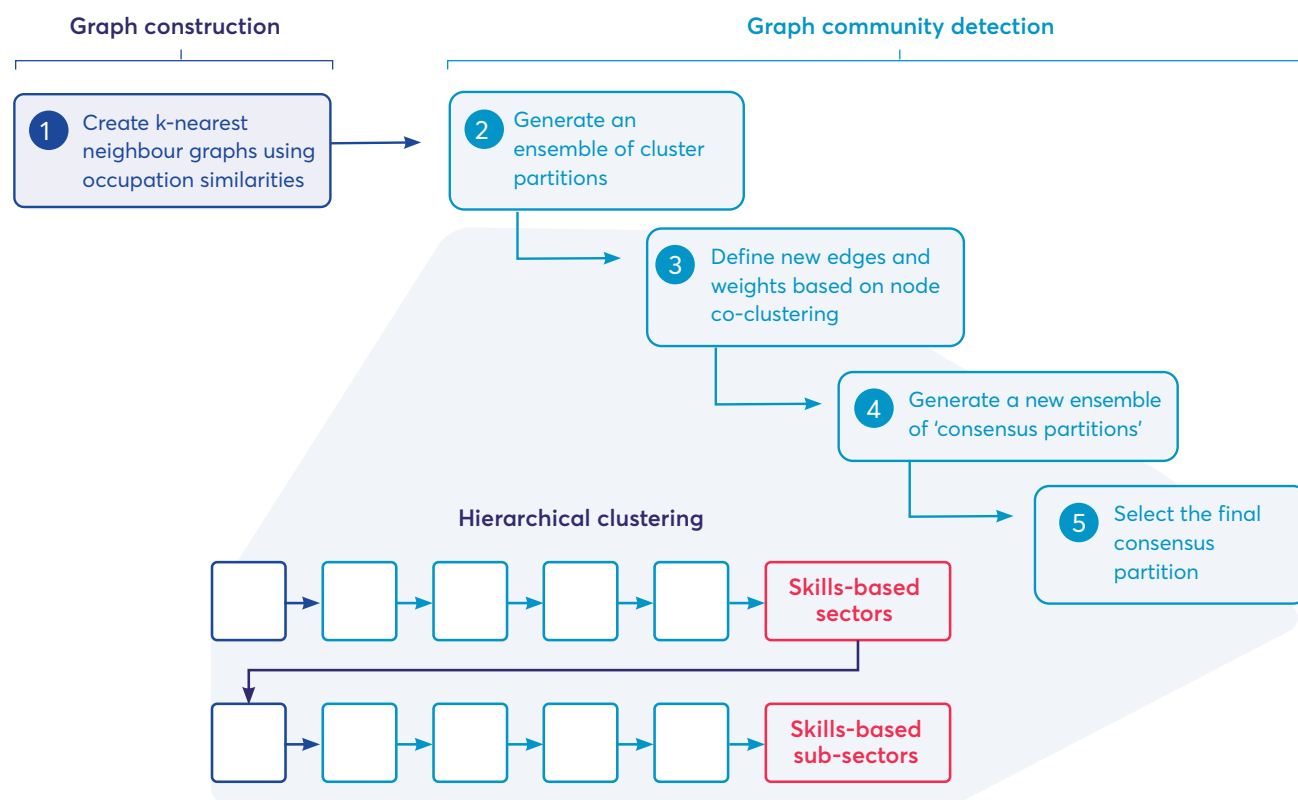 Graph construction
Graph community detection
1
Create k-nearest
neighbour graphs using
occupation similarities
2
Generate an
ensemble of cluster
partitions
3
Define new edges and
weights based on node
co-clustering
4
Generate a new ensemble
of ‘consensus partitions’
5
Select the final
consensus
partition
Hierarchical clustering
Skills-based
sectors
Skills-based
sub-sectors